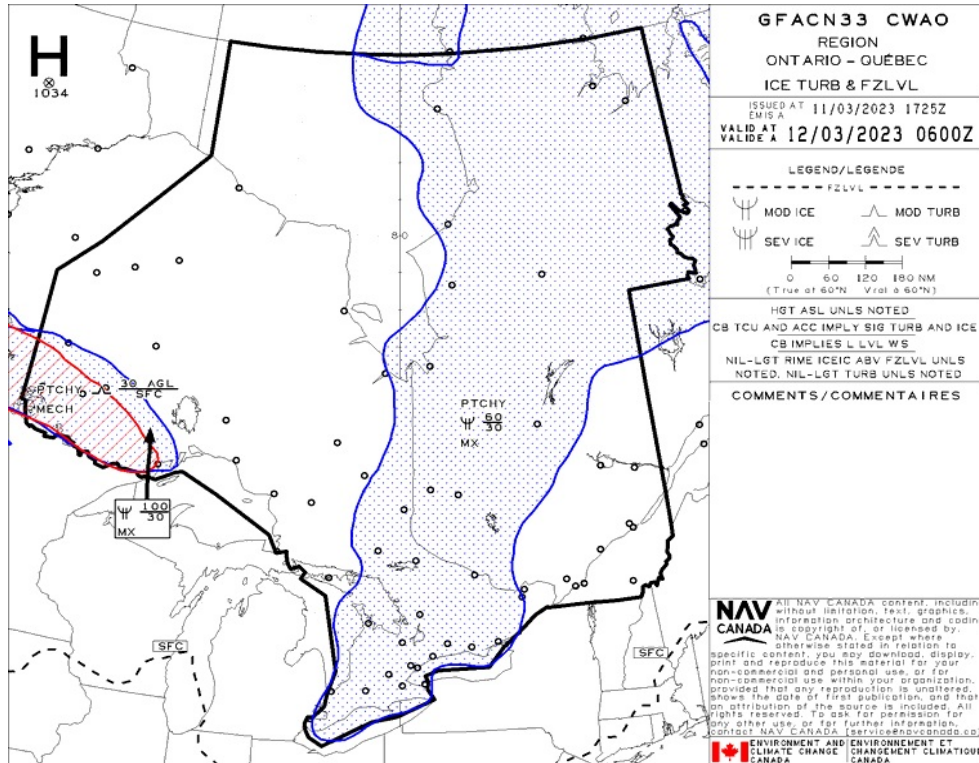 H
1034
80
PTCHY
MECH
30 AGL
SFC
100
30
MX
PTCHY
60
30
MX
SFC
SFC
GFACN33 CWAO
REGION
ONTARIO - QUÉBEC
ICE TURB & FZLVL
ISSUED AT 11/03/2023 1725Z
ÉMIS À
VALID AT 12/03/2023 0600Z
VALIDE À
LEGEND/LÉGENDE
FZLVL
MOD ICE MOD TURB
SEV ICE SEV TURB
0 60 120 180 NM
(True at 60°N Vrai à 60°N)
HGT ASL UNLS NOTED
CB TCU AND ACC IMPLY SIG TURB AND ICE
CB IMPLIES L LVL WS
NIL-LGT RIME ICEIC ABV FZLVL UNLS
NOTED. NIL-LGT TURB UNLS NOTED
COMMENTS/COMMENTAIRES
NAV
CANADA
All NAV CANADA content, including
without limitation, text, graphics,
information architecture and coding
is copyright of, or licensed by,
NAV CANADA. Except where
otherwise stated in relation to
specific content, you may download, display,
print and reproduce this material for your
non-commercial and personal use, or for
non-commercial use within your organization,
provided that any reproduction is unaltered,
shows the date of first publication, and that
an attribution of the source is included. All
rights reserved. To ask for permission for
any other use, or for further information,
contact NAV CANADA [service@navcanada.ca
ENVIRONMENT AND
CLIMATE CHANGE
CANADA
ENVIRONNEMENT ET
CHANGEMENT CLIMATIQUE
CANADA